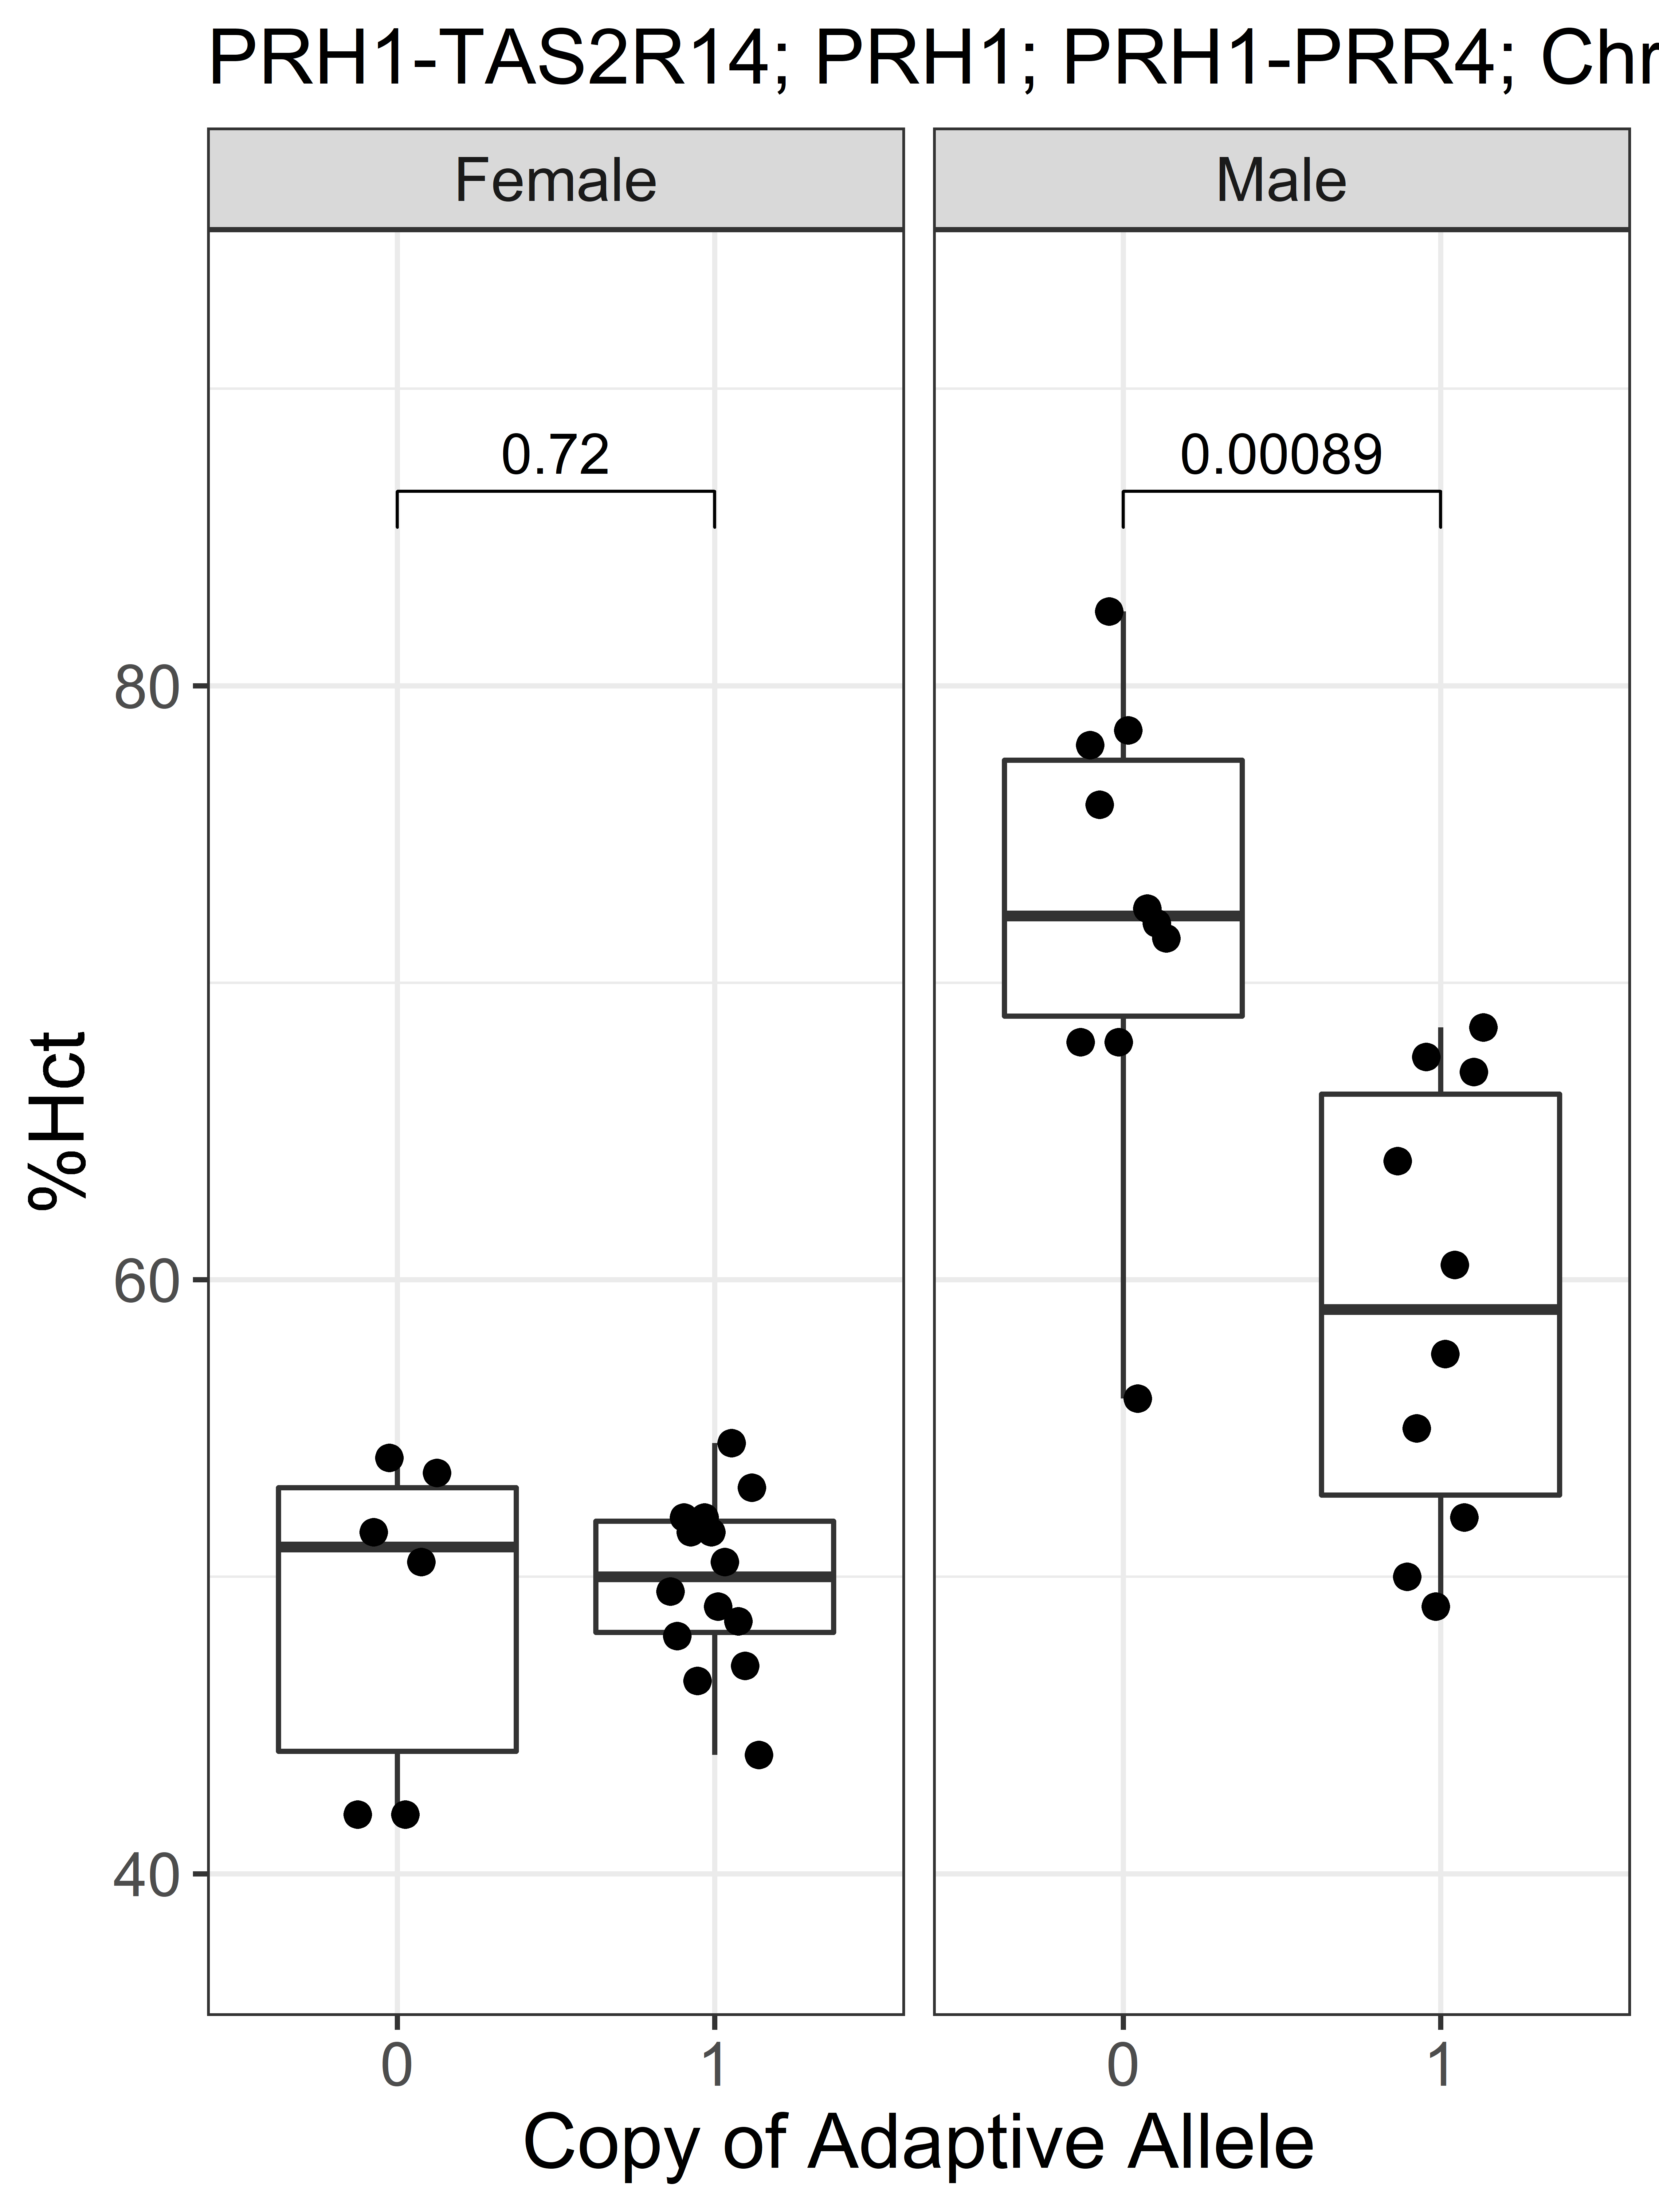 PRH1-TAS2R14; PRH1; PRH1-PRR4; Chr
Female Male
0.72 0.00089
80
60
40
%Hct
0 1 0 1
Copy of Adaptive Allele